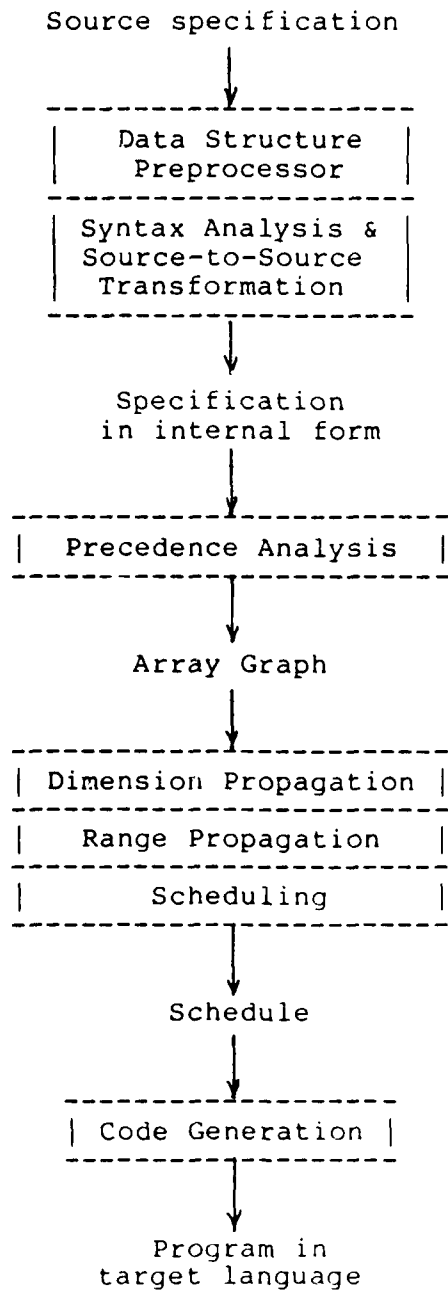 Source specification
Data Structure
Preprocessor
Syntax Analysis &
Source-to-Source
Transformation
Specification
in internal form
Precedence Analysis
Array Graph
Dimension Propagation
Range Propagation
Scheduling
Schedule
Code Generation
Program in
target language